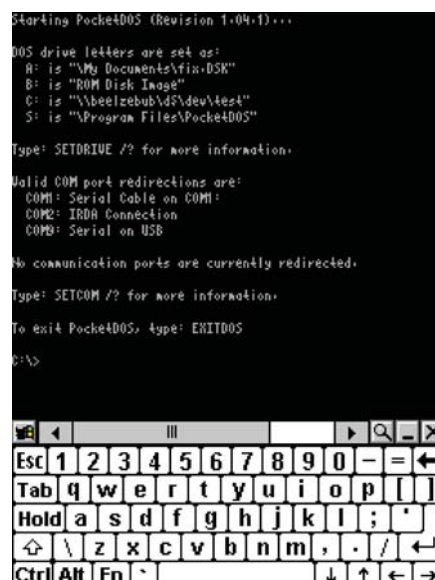 Starting PocketDOS (Revision 1.04.1)...
DOS drive letters are set as:
A: is "\My Documents\fix.DSK"
B: is "ROM Disk Image"
C: is "\\beelzebub\d$\dev\test"
S: is "\Program Files\PocketDOS"
Type: SETDRIVE /? for more information.
Valid COM port redirections are:
COM1: Serial Cable on COM1:
COM2: IRDA Connection
COM9: Serial on USB
No communication ports are currently redirected.
Type: SETCOM /? for more information.
To exit PocketDOS, type: EXITDOS
C:\>
Esc 1 2 3 4 5 6 7 8 9 0 - =
Tab q w e r t y u i o p [ ]
Hold a s d f g h j k l ; '
\ z x c v b n m , . /
Ctrl Alt Fn `